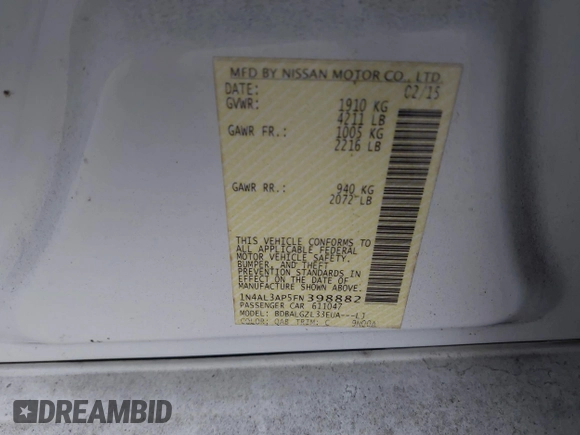 MFD BY NISSAN MOTOR CO., LTD.
DATE: 02/15
GVWR: 1910 KG
4211 LB
GAWR FR.: 1005 KG
2216 LB
GAWR RR.: 940 KG
2072 LB
THIS VEHICLE CONFORMS TO
ALL APPLICABLE FEDERAL
MOTOR VEHICLE SAFETY,
BUMPER, AND THEFT
PREVENTION STANDARDS IN
EFFECT ON THE DATE OF
MANUFACTURE SHOWN ABOVE.
1N4AL3AP5FN398882
PASSENGER CAR 611047
MODEL: BDBALGZL33EUA---LJ
COLOR: QAB TRIM: C
DREAMBID